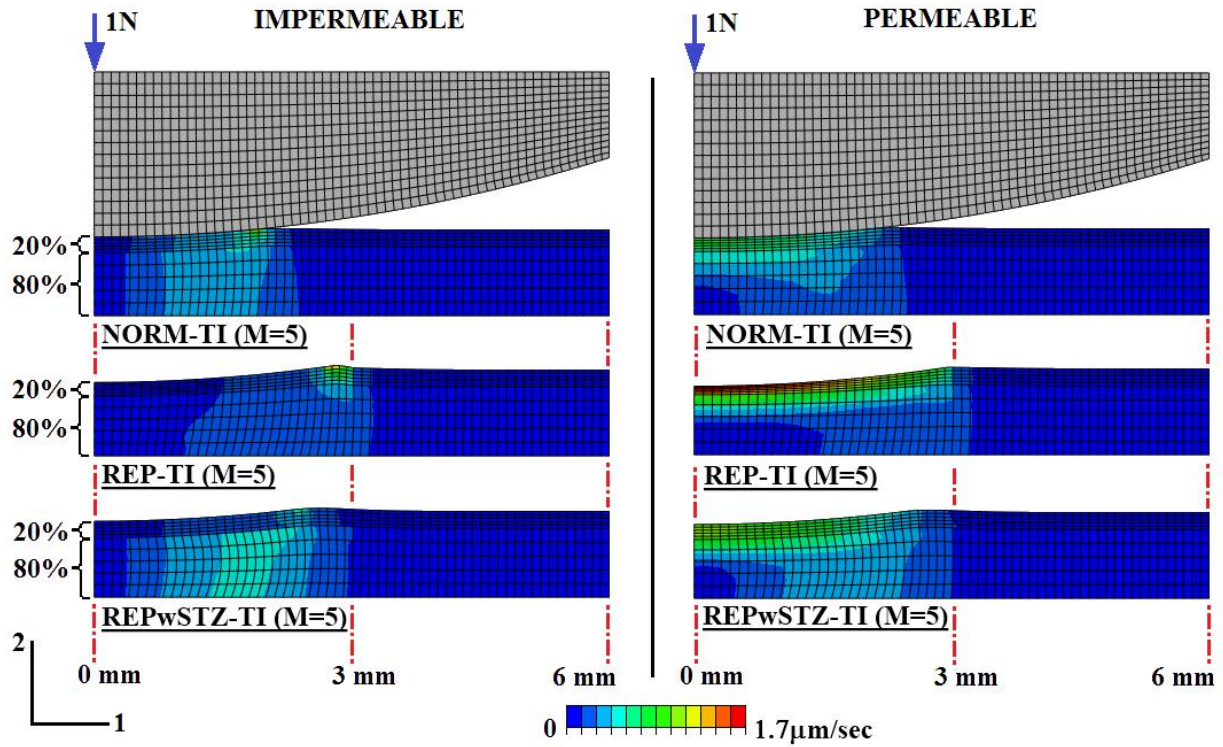 IMPERMEABLE
PERMEABLE
1N
1N
20%
80%
NORM-TI (M=5)
NORM-TI (M=5)
20%
80%
REP-TI (M=5)
REP-TI (M=5)
20%
80%
REPwSTZ-TI (M=5)
REPwSTZ-TI (M=5)
2
1
0 mm
3 mm
6 mm
0 mm
3 mm
6 mm
0
1.7μm/sec